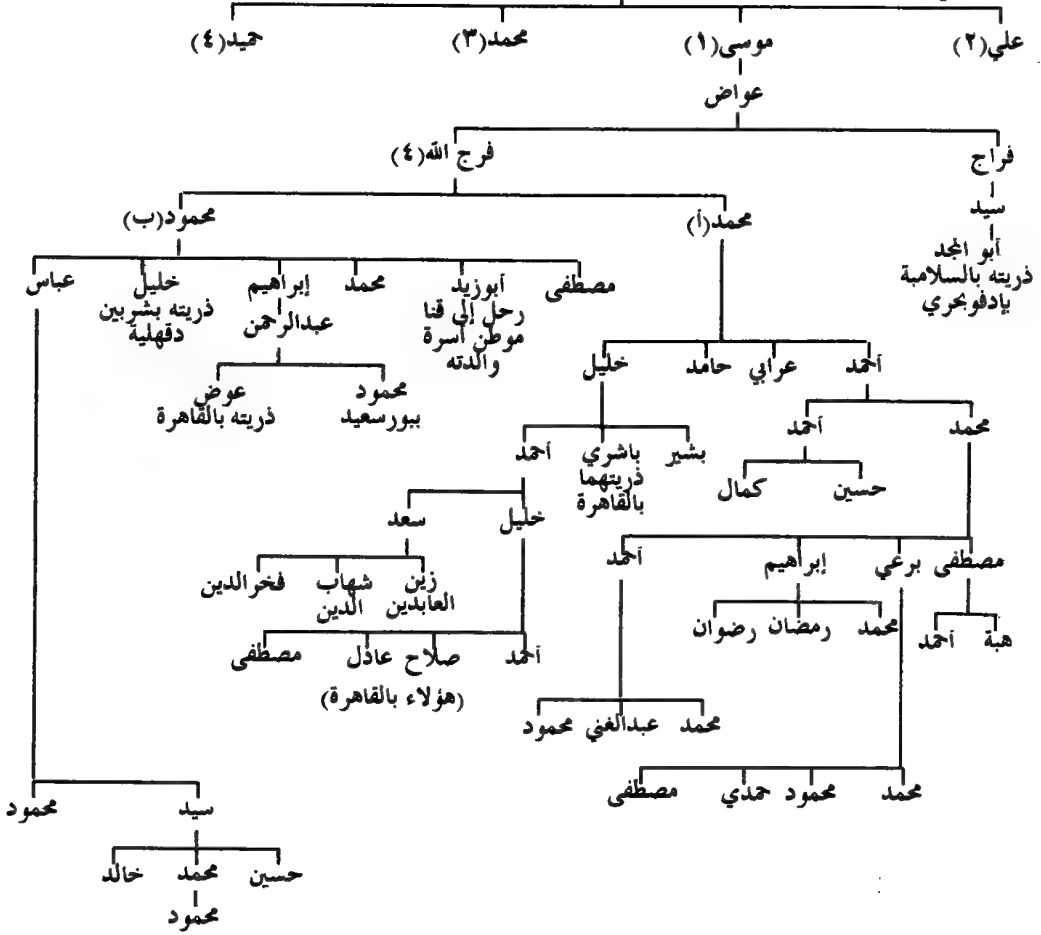 علي(٢) موسى(١) محمد(٣) حميد(٤)
عواض
فراج فرج الله(٤)
سيد
محمد(أ) محمود(ب)
أبو المجد
ذريته بالسلامبة
بإدفوبحري
مصطفى أبوزيد محمد إبراهيم خليل عباس
رحل إلى قنا
موطن أسرة
والدته
ذريته بشربين
دقهلية
عبدالرحمن
محمود
ببورسعيد
عوض
ذريته بالقاهرة
أحمد عرابي حامد خليل
محمد أحمد
بشير باشري أحمد
ذريتهما
بالقاهرة
حسين كمال
خليل سعد
مصطفى برعي إبراهيم أحمد
زين
العابدين
شهاب
الدين
فخرالدين
هبة أحمد
محمد رمضان رضوان
أحمد صلاح عادل مصطفى
(هؤلاء بالقاهرة)
محمد عبدالغني محمود
محمد محمود حمدي مصطفى
سيد محمود
حسين محمد خالد
محمود